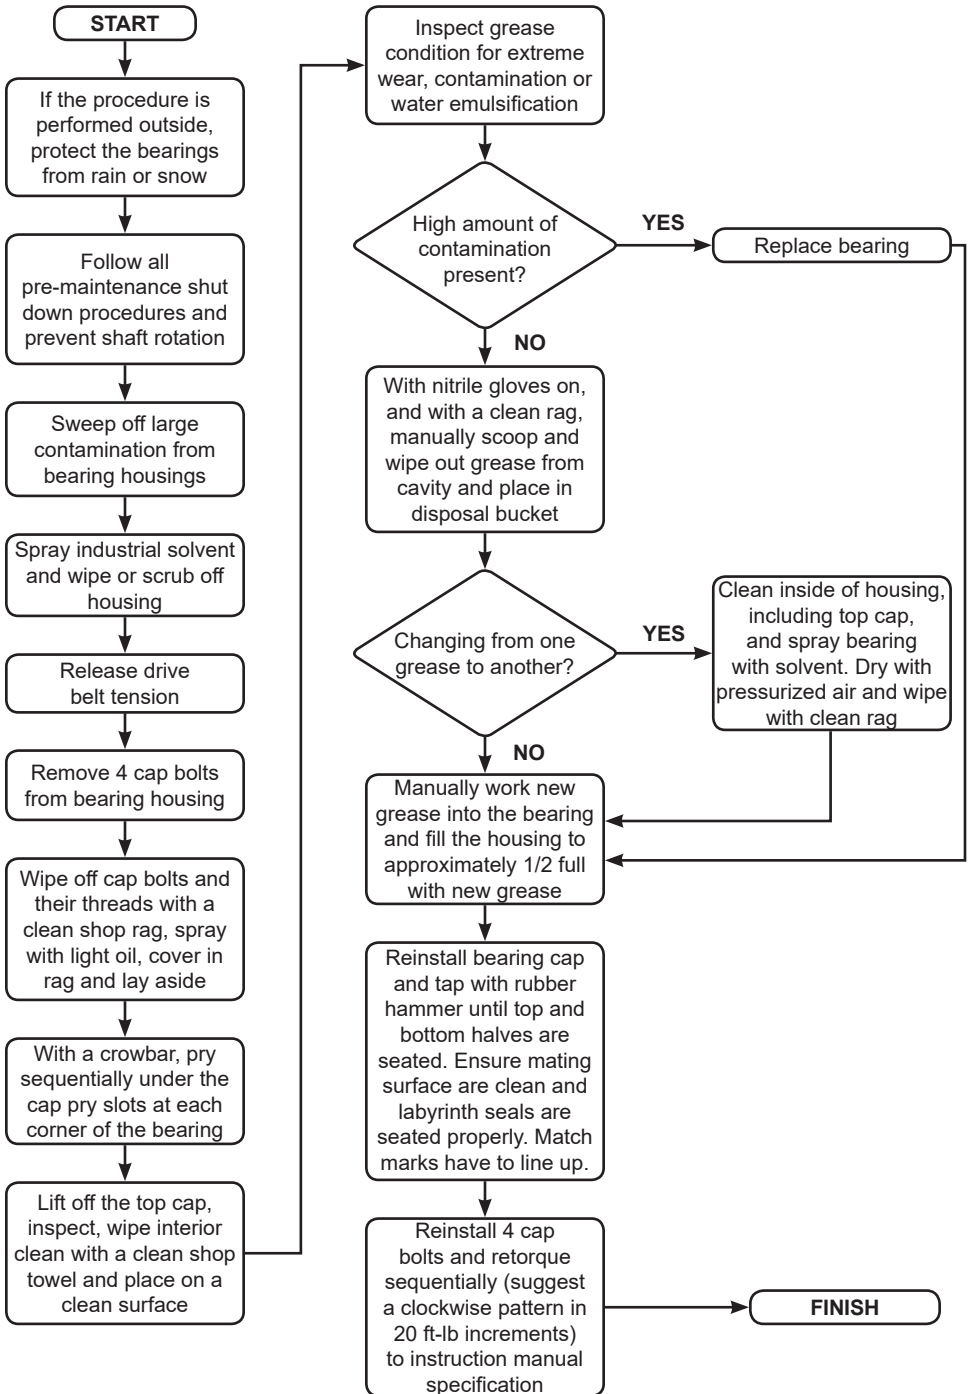 START
If the procedure is
performed outside,
protect the bearings
from rain or snow
Follow all
pre-maintenance shut
down procedures and
prevent shaft rotation
Sweep off large
contamination from
bearing housings
Spray industrial solvent
and wipe or scrub off
housing
Release drive
belt tension
Remove 4 cap bolts
from bearing housing
Wipe off cap bolts and
their threads with a
clean shop rag, spray
with light oil, cover in
rag and lay aside
With a crowbar, pry
sequentially under the
cap pry slots at each
corner of the bearing
Lift off the top cap,
inspect, wipe interior
clean with a clean shop
towel and place on a
clean surface
Inspect grease
condition for extreme
wear, contamination or
water emulsification
High amount of
contamination
present?
YES
Replace bearing
NO
With nitrile gloves on,
and with a clean rag,
manually scoop and
wipe out grease from
cavity and place in
disposal bucket
Changing from one
grease to another?
YES
Clean inside of housing,
including top cap,
and spray bearing
with solvent. Dry with
pressurized air and wipe
with clean rag
NO
Manually work new
grease into the bearing
and fill the housing to
approximately 1/2 full
with new grease
Reinstall bearing cap
and tap with rubber
hammer until top and
bottom halves are
seated. Ensure mating
surface are clean and
labyrinth seals are
seated properly. Match
marks have to line up.
Reinstall 4 cap
bolts and retorque
sequentially (suggest
a clockwise pattern in
20 ft-lb increments)
to instruction manual
specification
FINISH